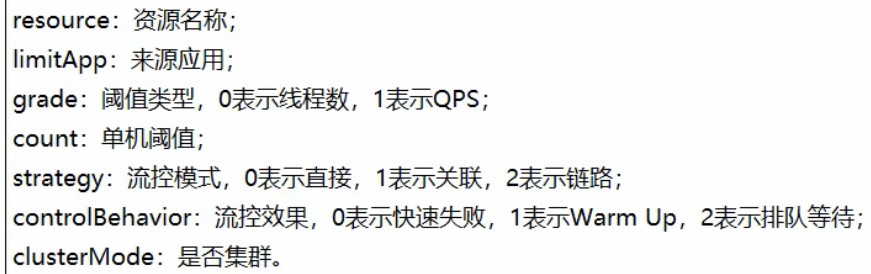 resource：资源名称；
limitApp：来源应用；
grade：阈值类型，0表示线程数，1表示QPS；
count：单机阈值；
strategy：流控模式，0表示直接，1表示关联，2表示链路；
controlBehavior：流控效果，0表示快速失败，1表示Warm Up，2表示排队等待；
clusterMode：是否集群。